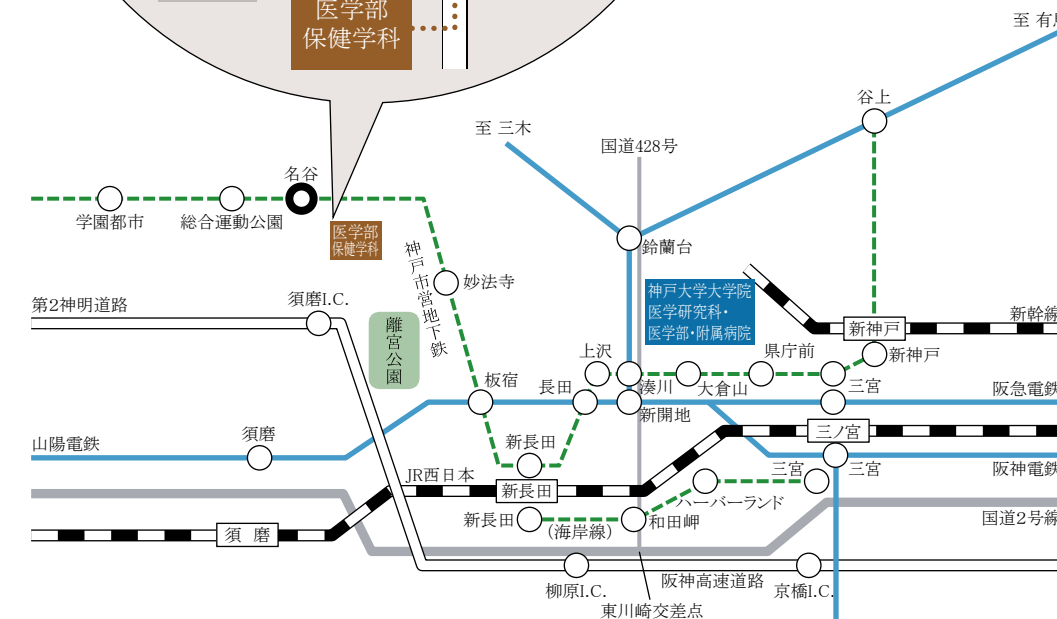 医学部
保健学科
至 有馬
谷上
至 三木
国道428号
名谷
学園都市
総合運動公園
医学部
保健学科
神戸市営地下鉄
鈴蘭台
妙法寺
神戸大学大学院
医学研究科・
医学部・附属病院
第2神明道路
須磨I.C.
離宮公園
新幹線
新神戸
新神戸
上沢
県庁前
湊川
大倉山
三宮
板宿
長田
阪急電鉄
新開地
山陽電鉄
須磨
新長田
三ノ宮
三宮
三宮
阪神電鉄
JR西日本
新長田
ハーバーランド
新長田
(海岸線)
和田岬
国道2号線
須 磨
阪神高速道路
柳原I.C.
京橋I.C.
東川崎交差点